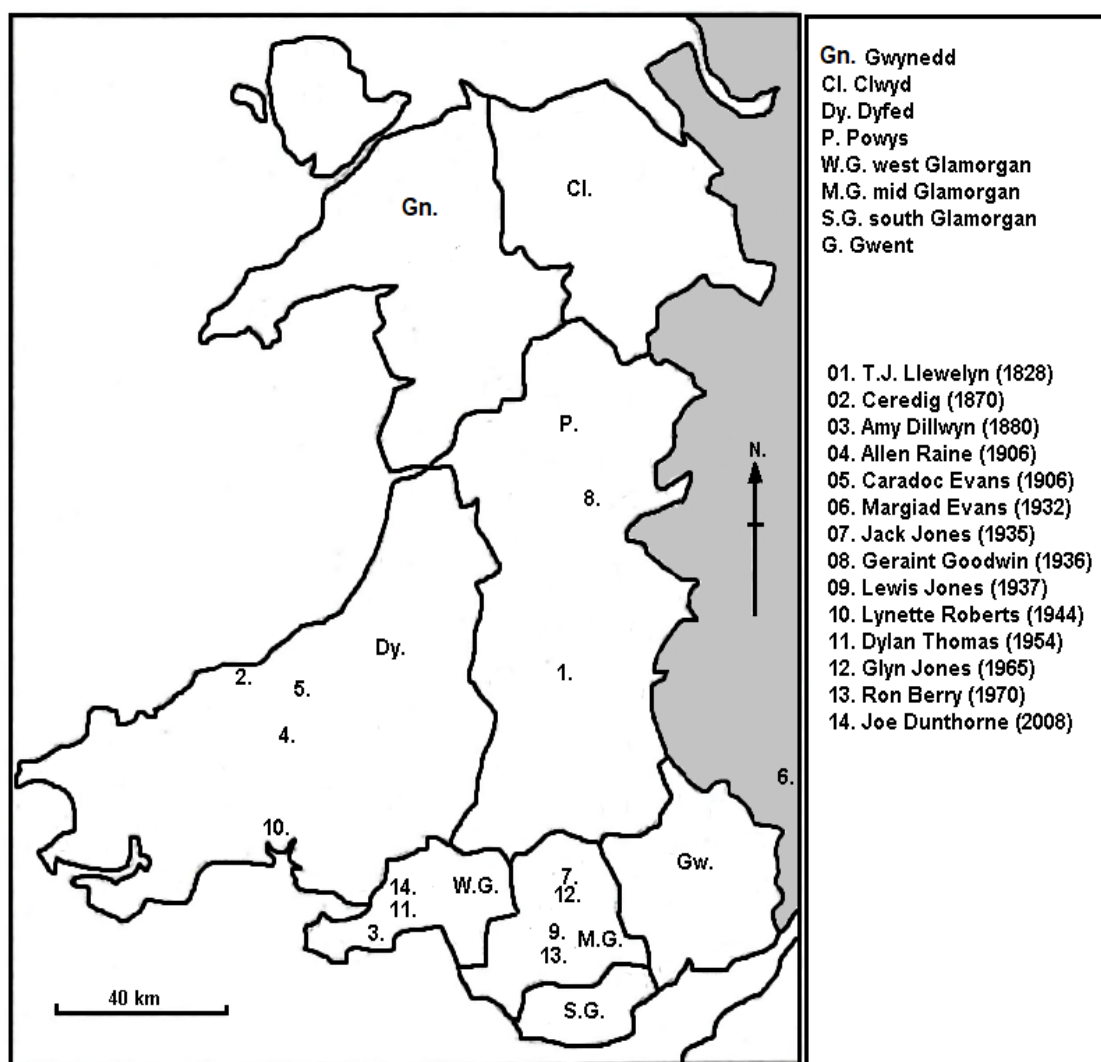 Gn.
Cl.
P.
N.
8.
Dy.
2.
5.
1.
4.
6.
10.
Gw.
7.
14.
W.G.
12.
11.
3.
9.
M.G.
13.
40 km
S.G.
Gn. Gwynedd
Cl. Clwyd
Dy. Dyfed
P. Powys
W.G. west Glamorgan
M.G. mid Glamorgan
S.G. south Glamorgan
G. Gwent
01. T.J. Llewelyn (1828)
02. Ceredig (1870)
03. Amy Dillwyn (1880)
04. Allen Raine (1906)
05. Caradoc Evans (1906)
06. Margiad Evans (1932)
07. Jack Jones (1935)
08. Geraint Goodwin (1936)
09. Lewis Jones (1937)
10. Lynette Roberts (1944)
11. Dylan Thomas (1954)
12. Glyn Jones (1965)
13. Ron Berry (1970)
14. Joe Dunthorne (2008)